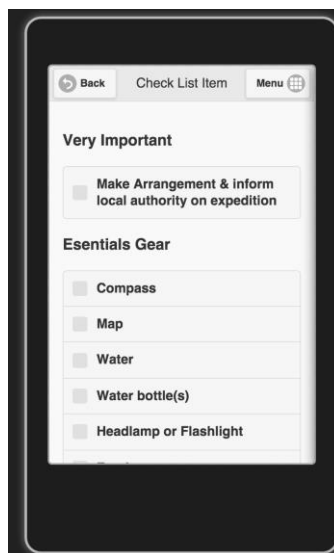 Back
Check List Item
Menu
Very Important
Make Arrangement & inform
local authority on expedition
Esentials Gear
Compass
Map
Water
Water bottle(s)
Headlamp or Flashlight